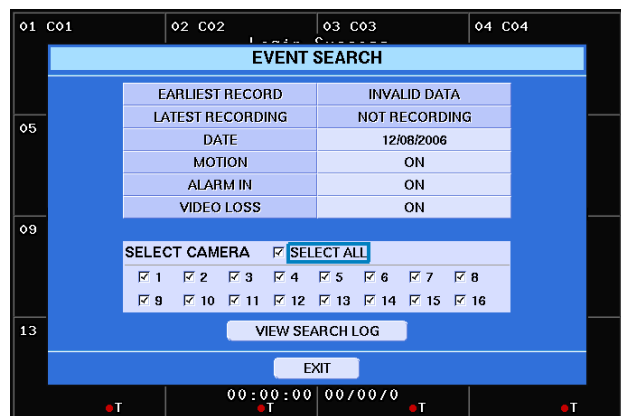 01 C01 02 C02 03 C03 04 C04
EVENT SEARCH
EARLIEST RECORD INVALID DATA
LATEST RECORDING NOT RECORDING
05
DATE 12/08/2006
MOTION ON
ALARM IN ON
VIDEO LOSS ON
09
SELECT CAMERA SELECT ALL
1 2 3 4 5 6 7 8
9 10 11 12 13 14 15 16
13
VIEW SEARCH LOG
EXIT
00:00:00 00/00/0
T T T T